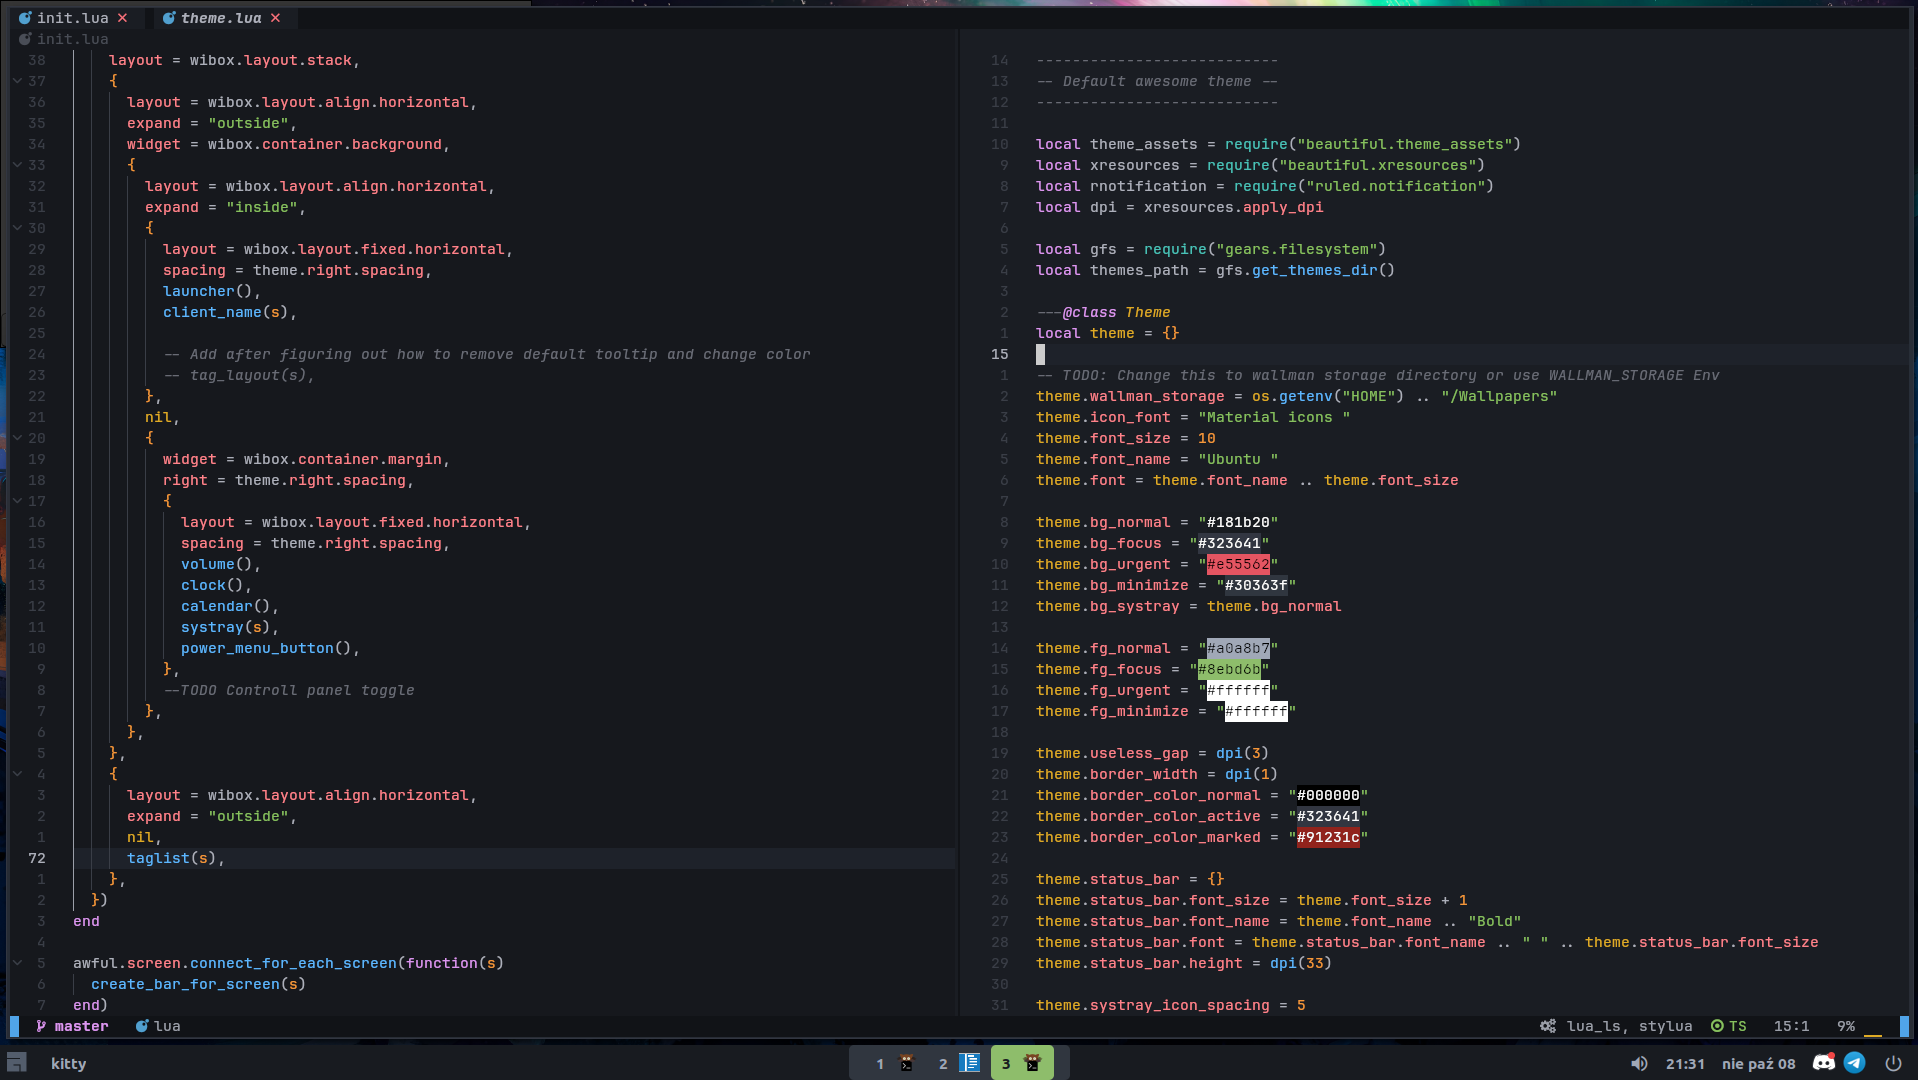 init.lua ✕ theme.lua ✕
init.lua
38 layout = wibox.layout.stack,
37 {
36 layout = wibox.layout.align.horizontal,
35 expand = "outside",
34 widget = wibox.container.background,
33 {
32 layout = wibox.layout.align.horizontal,
31 expand = "inside",
30 {
29 layout = wibox.layout.fixed.horizontal,
28 spacing = theme.right.spacing,
27 launcher(),
26 client_name(s),
25
24 -- Add after figuring out how to remove default tooltip and change color
23 -- tag_layout(s),
22 },
21 nil,
20 {
19 widget = wibox.container.margin,
18 right = theme.right.spacing,
17 {
16 layout = wibox.layout.fixed.horizontal,
15 spacing = theme.right.spacing,
14 volume(),
13 clock(),
12 calendar(),
11 systray(s),
10 power_menu_button(),
9 },
8 --TODO Controll panel toggle
7 },
6 },
5 },
4 {
3 layout = wibox.layout.align.horizontal,
2 expand = "outside",
1 nil,
72 taglist(s),
1 },
2 })
3 end
4
5 awful.screen.connect_for_each_screen(function(s)
6 create_bar_for_screen(s)
7 end)
14 ---------------------------
13 -- Default awesome theme --
12 ---------------------------
11
10 local theme_assets = require("beautiful.theme_assets")
9 local xresources = require("beautiful.xresources")
8 local rnotification = require("ruled.notification")
7 local dpi = xresources.apply_dpi
6
5 local gfs = require("gears.filesystem")
4 local themes_path = gfs.get_themes_dir()
3
2 ---@class Theme
1 local theme = {}
15
1 -- TODO: Change this to wallman storage directory or use WALLMAN_STORAGE Env
2 theme.wallman_storage = os.getenv("HOME") .. "/Wallpapers"
3 theme.icon_font = "Material icons "
4 theme.font_size = 10
5 theme.font_name = "Ubuntu "
6 theme.font = theme.font_name .. theme.font_size
7
8 theme.bg_normal = "#181b20"
9 theme.bg_focus = "#323641"
10 theme.bg_urgent = "#e55562"
11 theme.bg_minimize = "#30363f"
12 theme.bg_systray = theme.bg_normal
13
14 theme.fg_normal = "#a0a8b7"
15 theme.fg_focus = "#8ebd6b"
16 theme.fg_urgent = "#ffffff"
17 theme.fg_minimize = "#ffffff"
18
19 theme.useless_gap = dpi(3)
20 theme.border_width = dpi(1)
21 theme.border_color_normal = "#000000"
22 theme.border_color_active = "#323641"
23 theme.border_color_marked = "#91231c"
24
25 theme.status_bar = {}
26 theme.status_bar.font_size = theme.font_size + 1
27 theme.status_bar.font_name = theme.font_name .. "Bold"
28 theme.status_bar.font = theme.status_bar.font_name .. " " .. theme.status_bar.font_size
29 theme.status_bar.height = dpi(33)
30
31 theme.systray_icon_spacing = 5
master lua lua_ls, stylua TS 15:1 9% __
kitty 1 2 3 21:31 nie paź 08